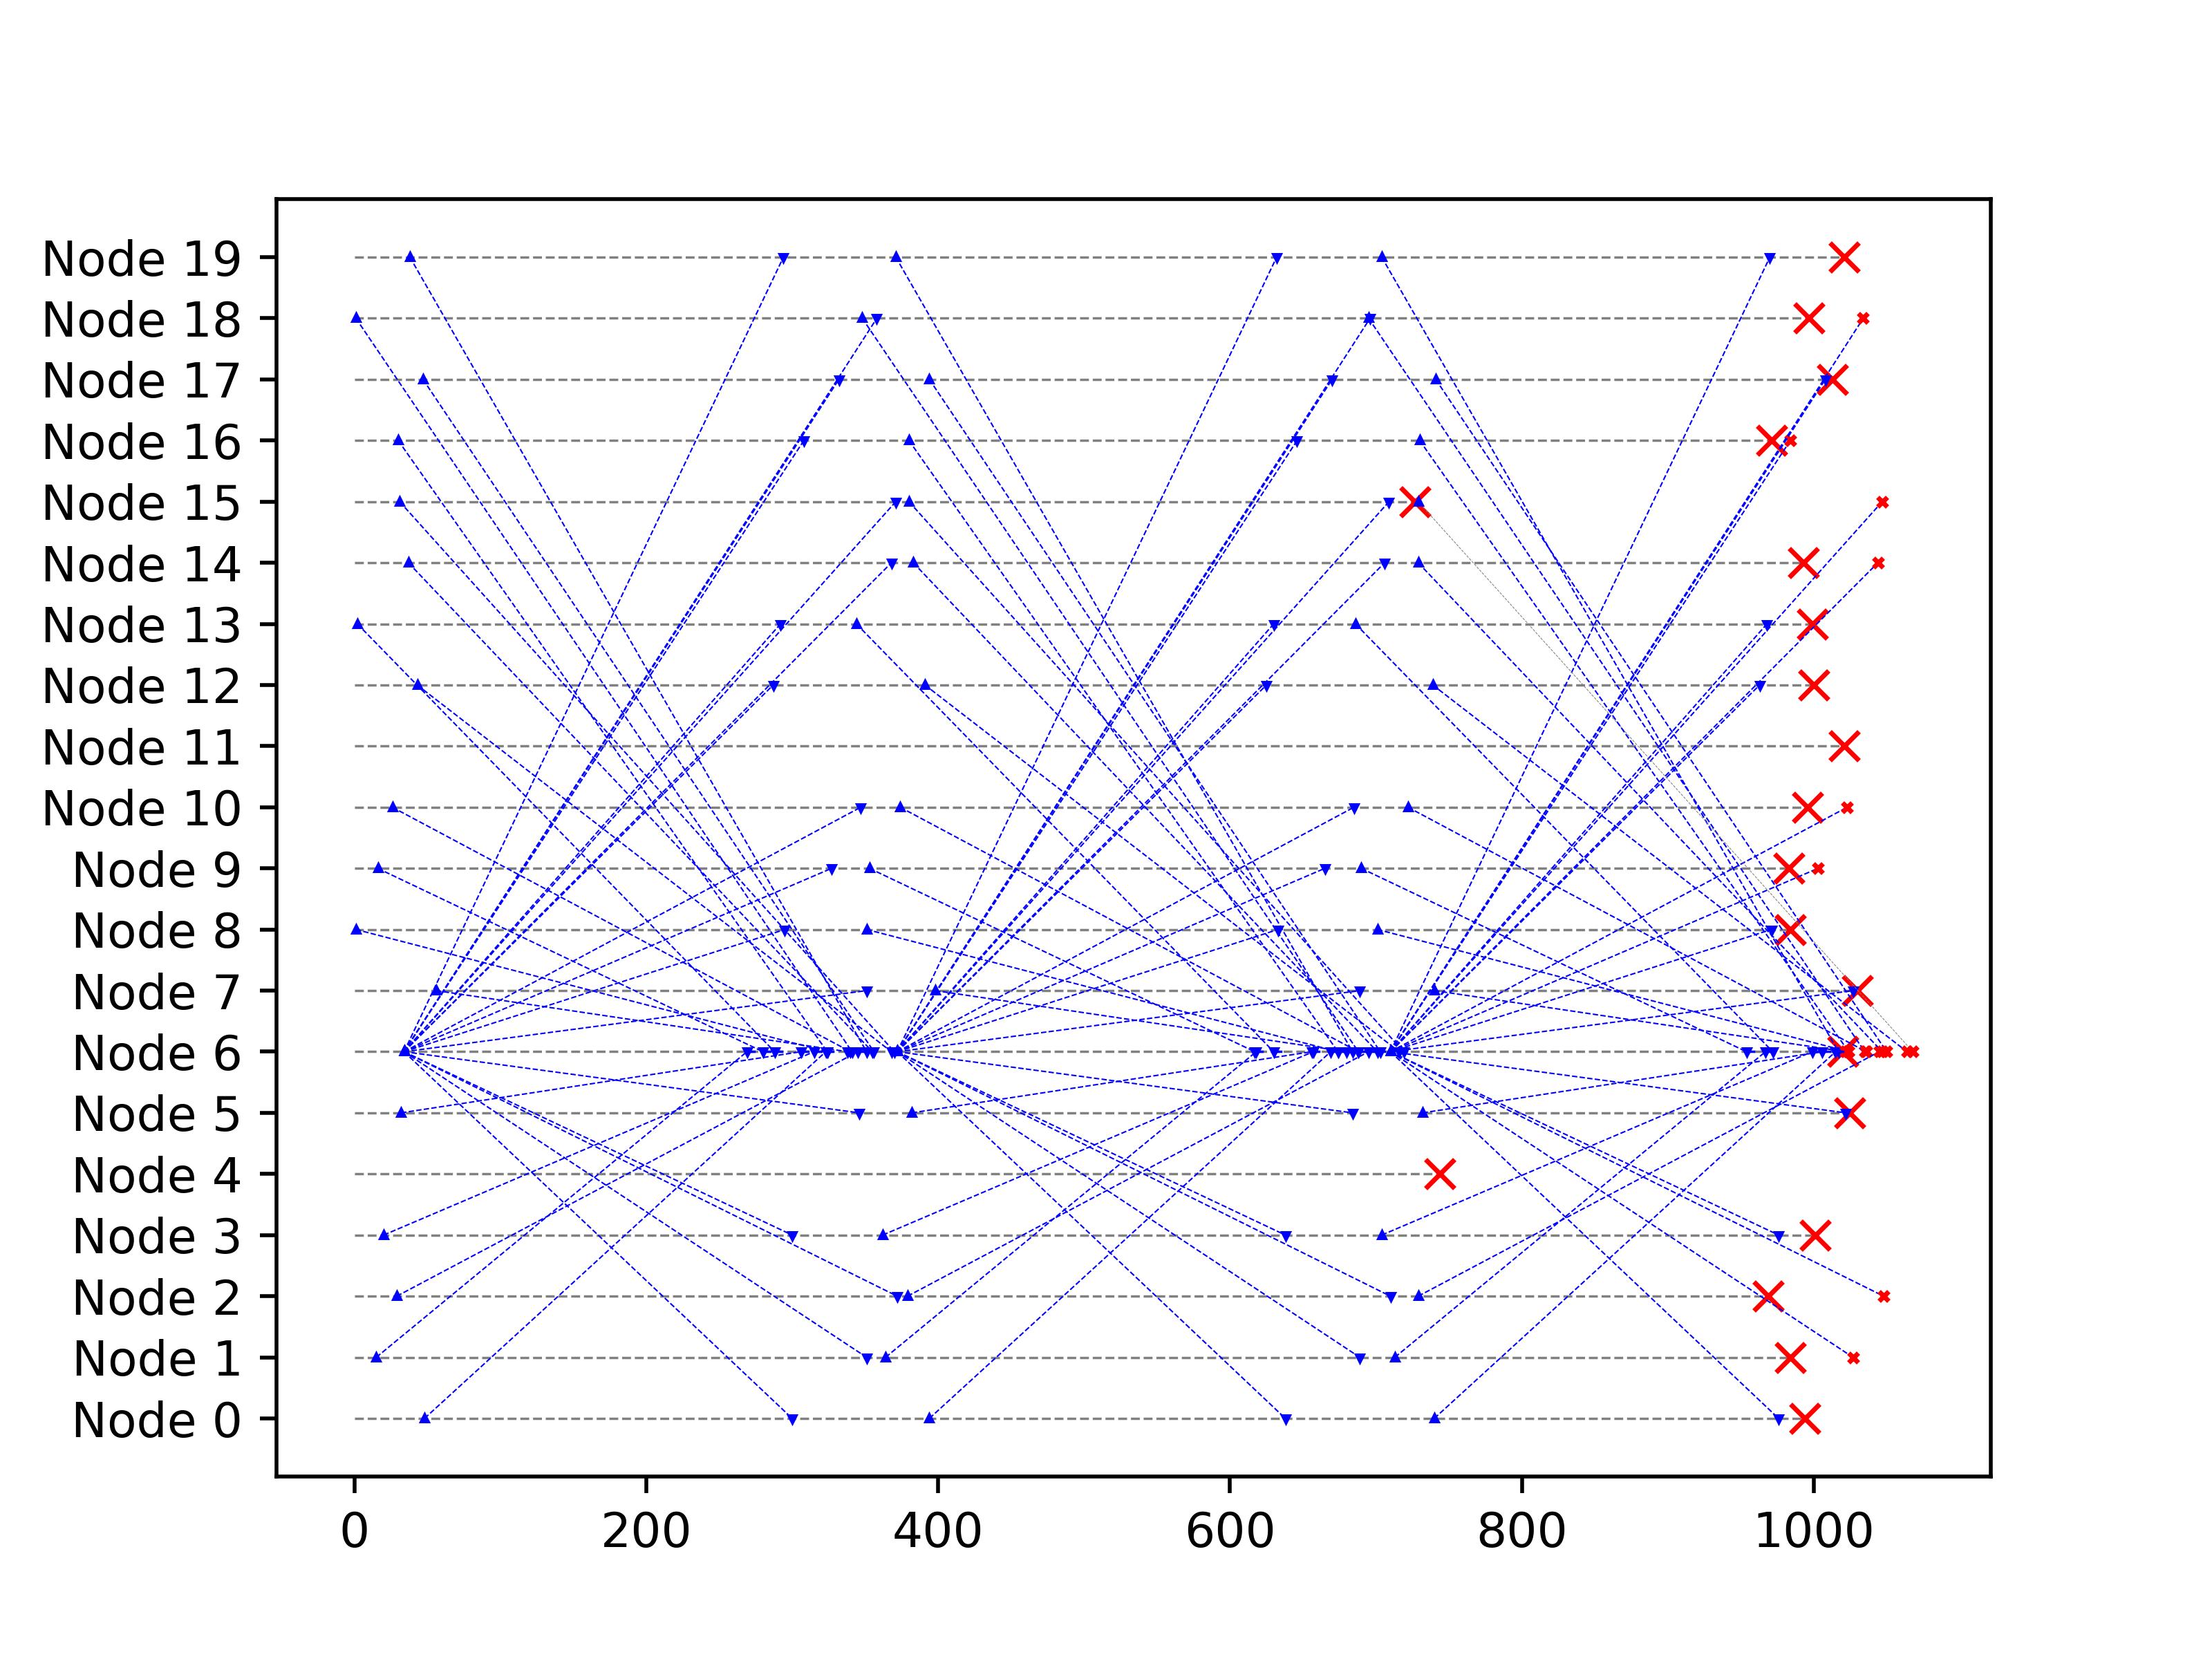 Node 19
Node 18
Node 17
Node 16
Node 15
Node 14
Node 13
Node 12
Node 11
Node 10
Node 9
Node 8
Node 7
Node 6
Node 5
Node 4
Node 3
Node 2
Node 1
Node 0
0 200 400 600 800 1000